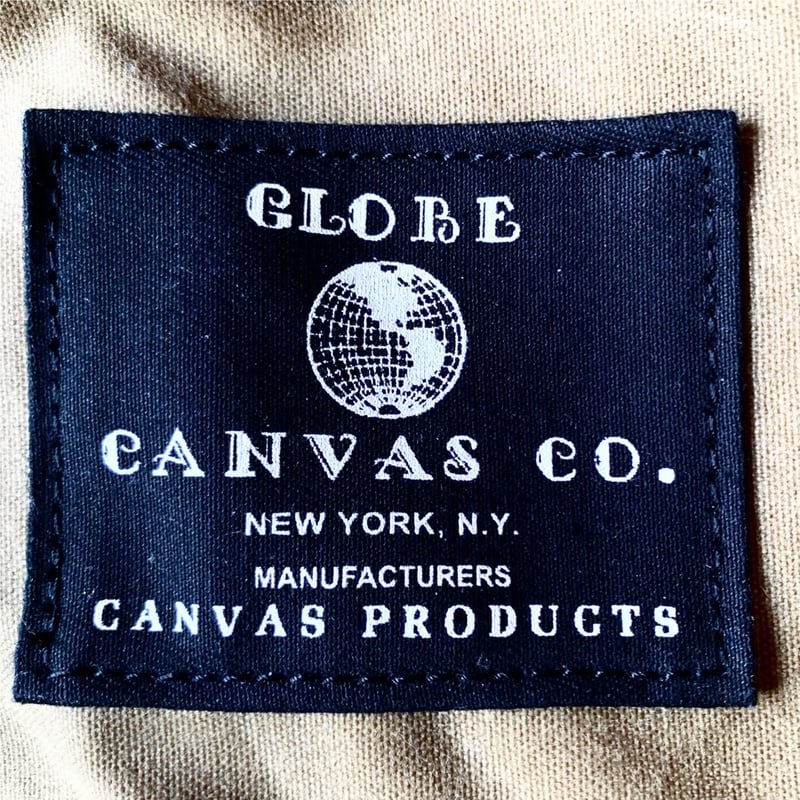 GLOBE
CANVAS CO.
NEW YORK, N.Y.
MANUFACTURERS
CANVAS PRODUCTS